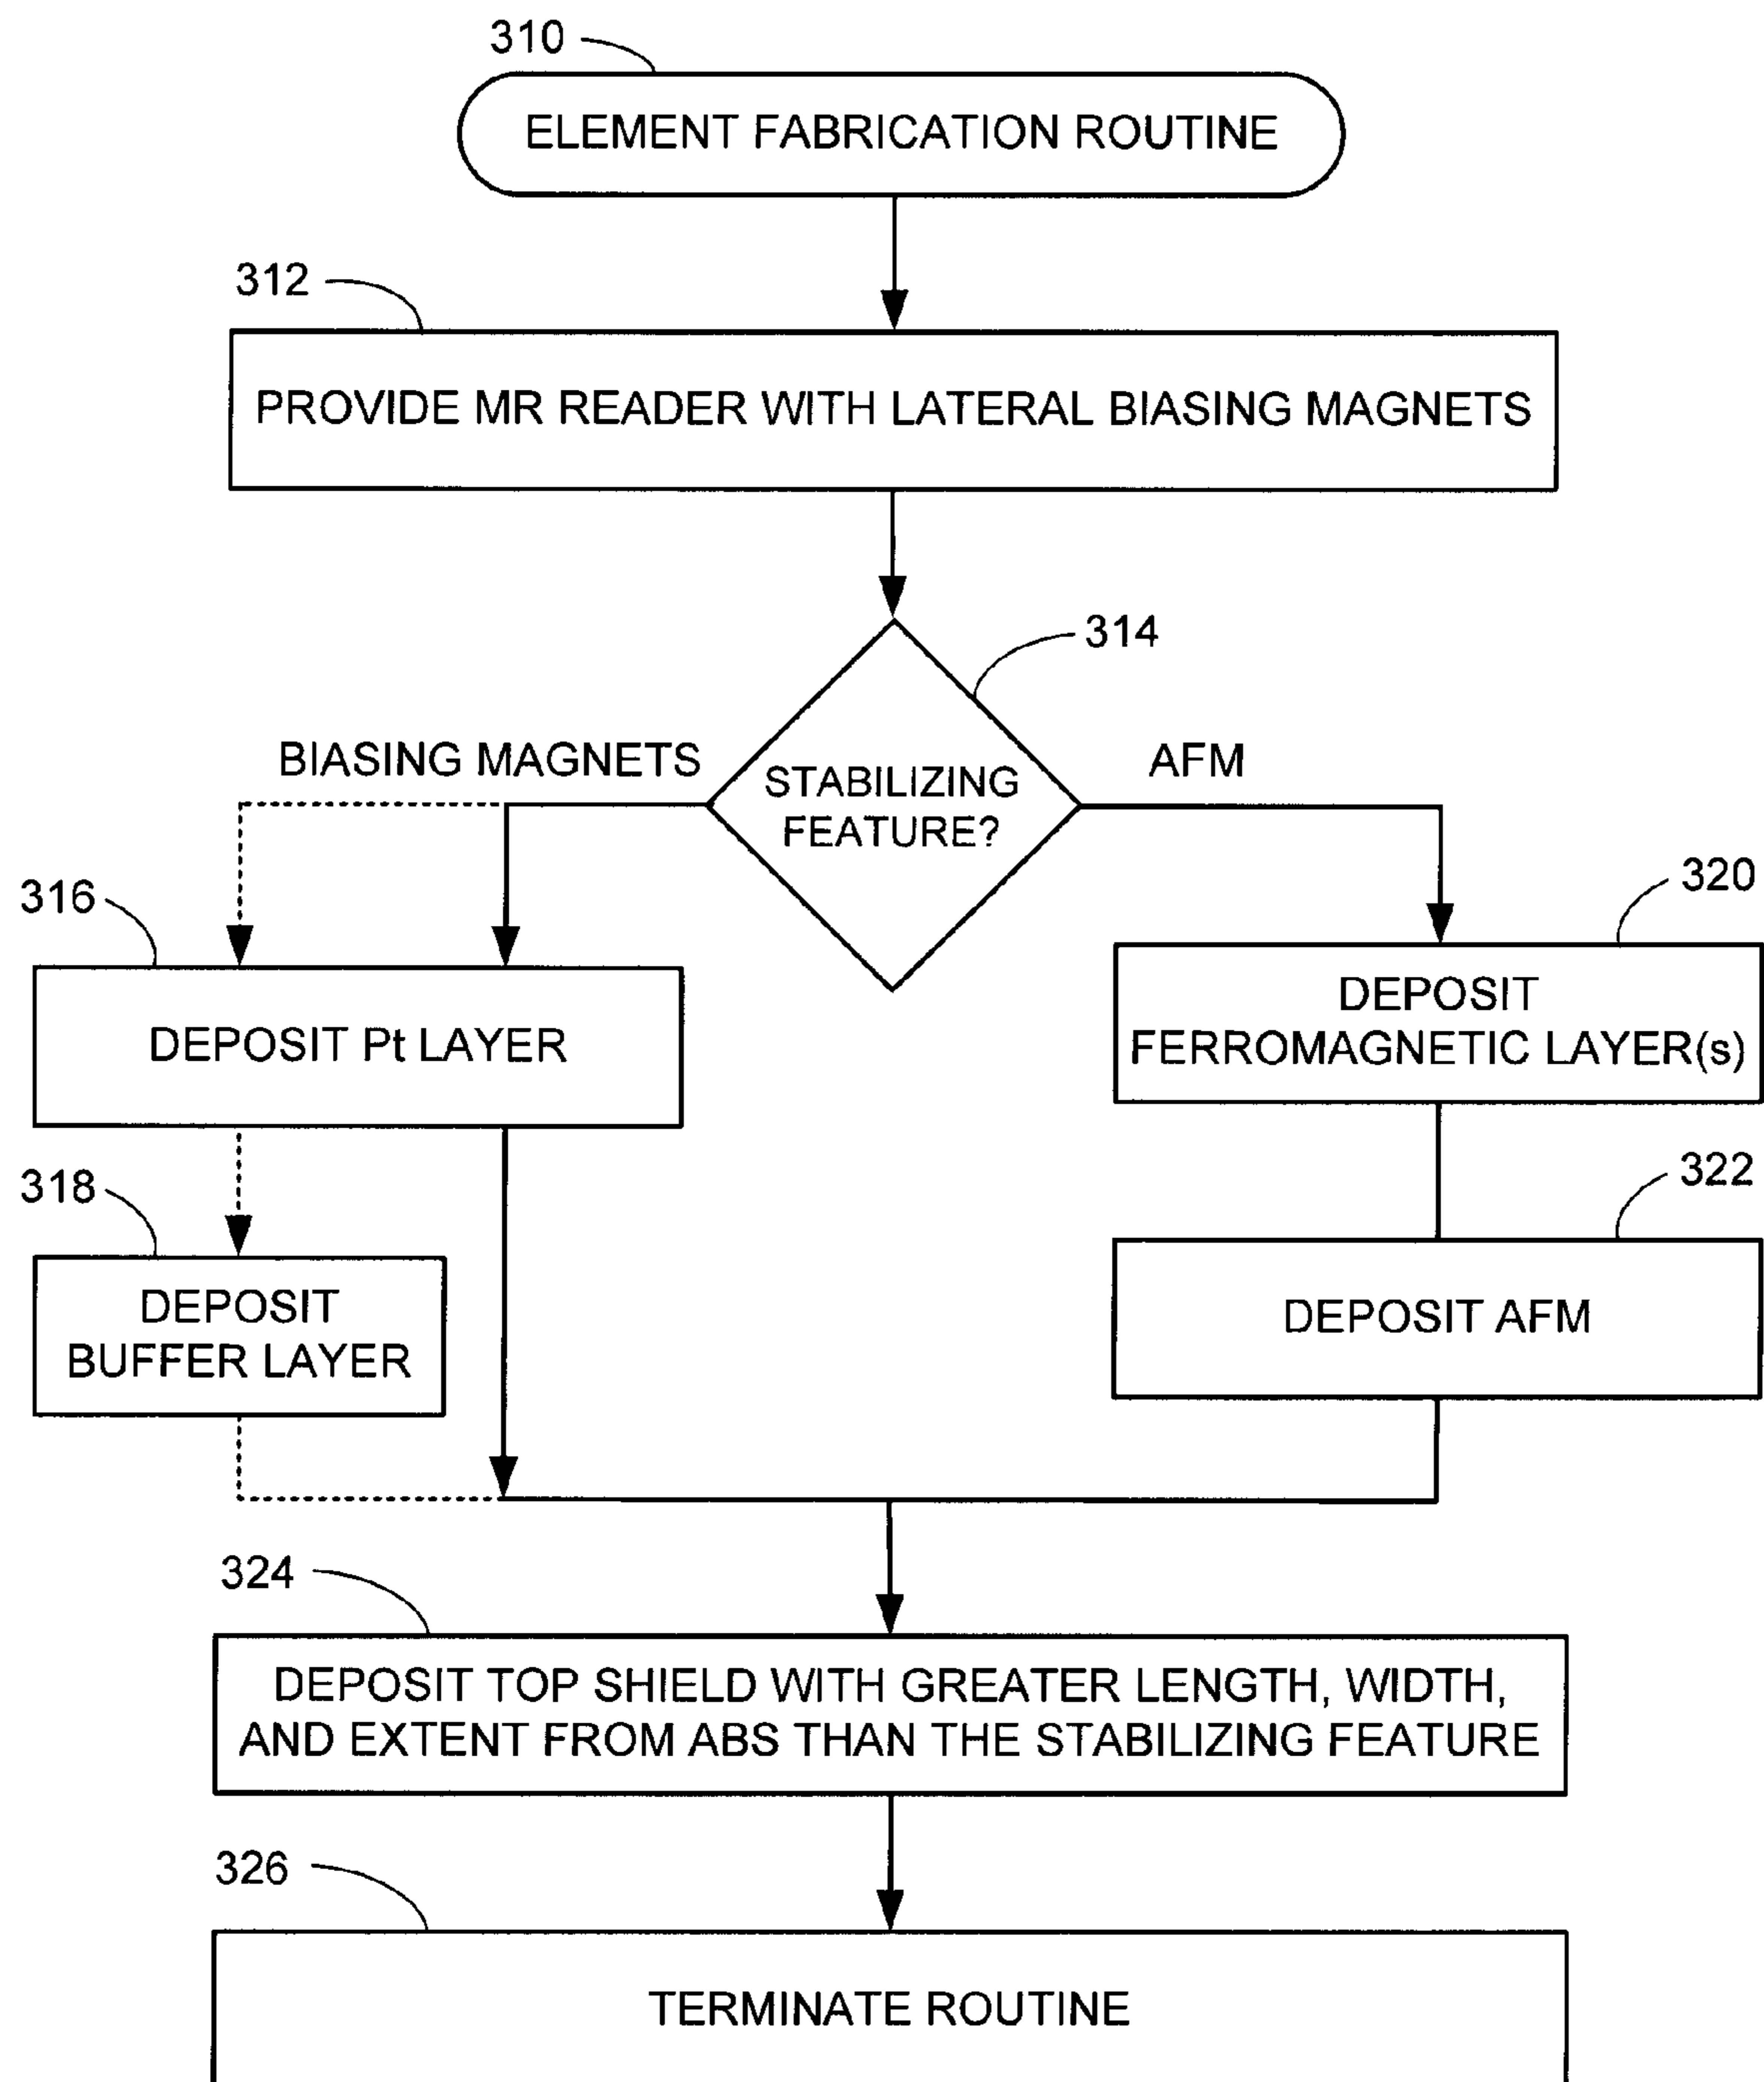 310
ELEMENT FABRICATION ROUTINE
312
PROVIDE MR READER WITH LATERAL BIASING MAGNETS
314
BIASING MAGNETS
STABILIZING
FEATURE?
AFM
316
DEPOSIT Pt LAYER
320
DEPOSIT
FERROMAGNETIC LAYER(s)
318
DEPOSIT
BUFFER LAYER
322
DEPOSIT AFM
324
DEPOSIT TOP SHIELD WITH GREATER LENGTH, WIDTH,
AND EXTENT FROM ABS THAN THE STABILIZING FEATURE
326
TERMINATE ROUTINE